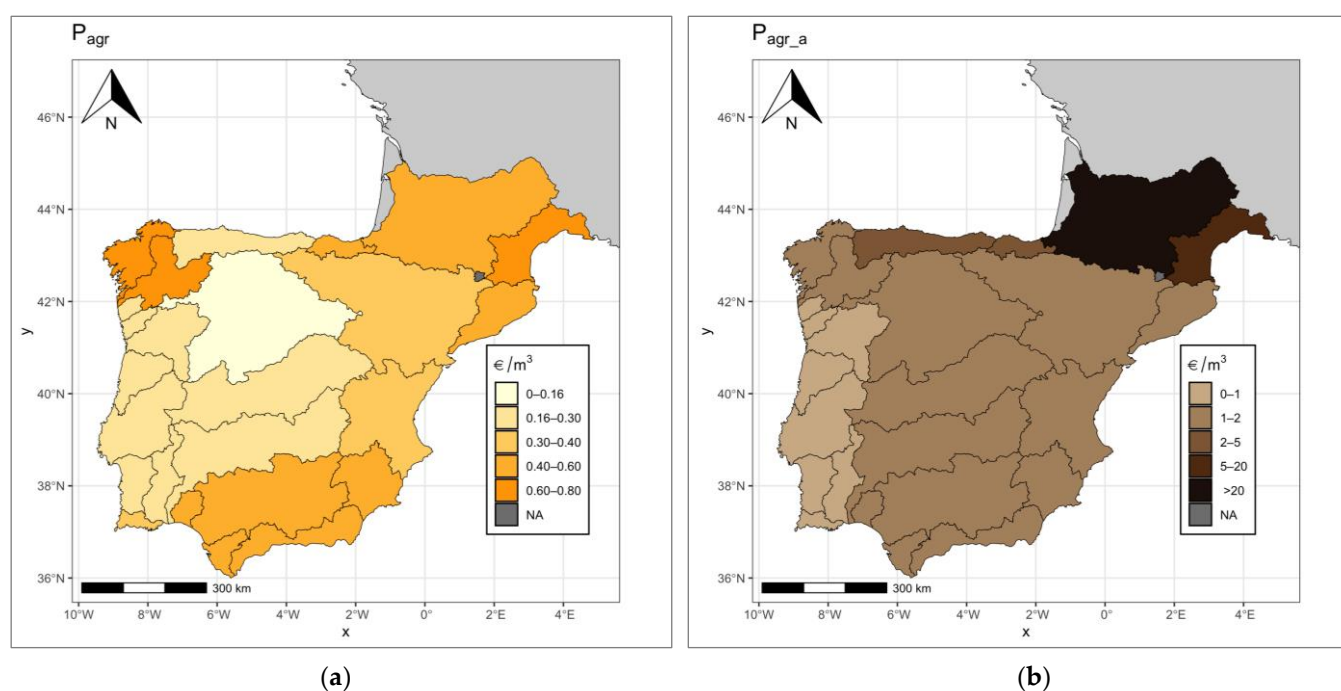 P_agr
N
46°N
44°N
42°N
40°N
38°N
36°N
y
€/m³
0–0.16
0.16–0.30
0.30–0.40
0.40–0.60
0.60–0.80
NA
300 km
10°W 8°W 6°W 4°W 2°W 0° 2°E 4°E
x
(a)
P_agr_a
N
46°N
44°N
42°N
40°N
38°N
36°N
y
€/m³
0–1
1–2
2–5
5–20
>20
NA
300 km
10°W 8°W 6°W 4°W 2°W 0° 2°E 4°E
x
(b)